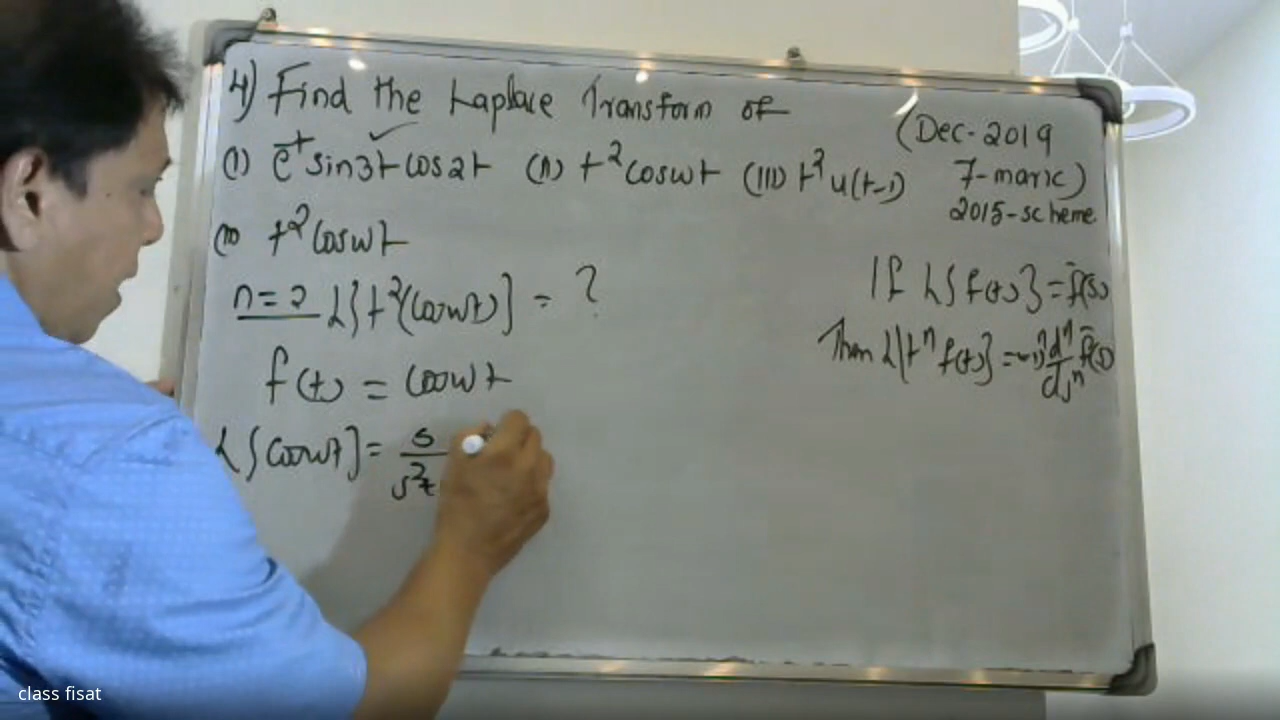 4) Find the Laplace Transform of
(Dec-2019
7-mark)
2015-scheme
(I) e^-t sin3t cos2t (II) t^2 coswt (III) t^2 u(t-1)
(II) t^2 coswt
n=2 L{t^2(coswt)} = ?
f(t) = coswt
L{coswt} = s/s^2+
If L{f(t)} = f̄(s)
Then L{t^n f(t)} = (-1)^n d^n/ds^n f̄(s)
class fisat